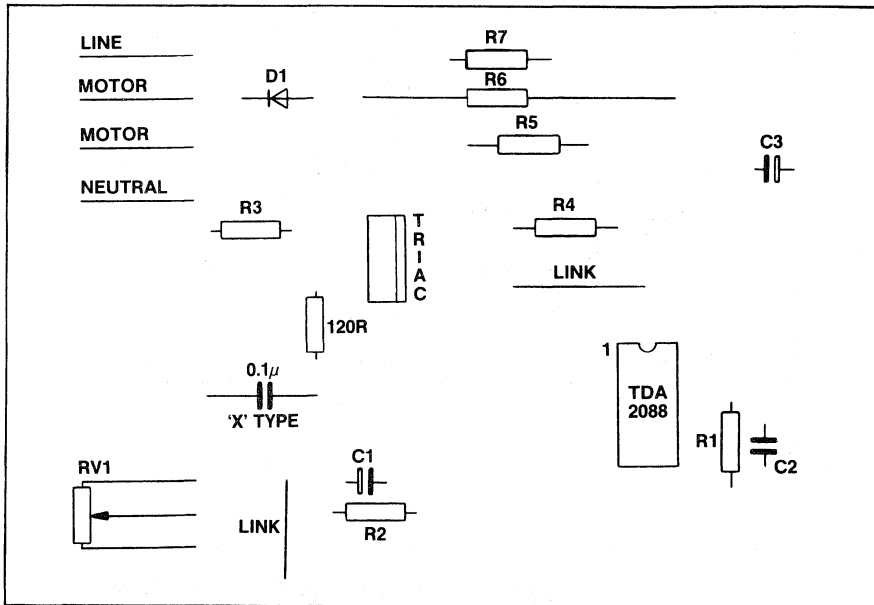 LINE
R7
MOTOR
D1
R6
MOTOR
R5
C3
NEUTRAL
R3
TRIAC
R4
LINK
120R
1
TDA
2088
0.1µ
'X' TYPE
R1
C2
RV1
C1
LINK
R2